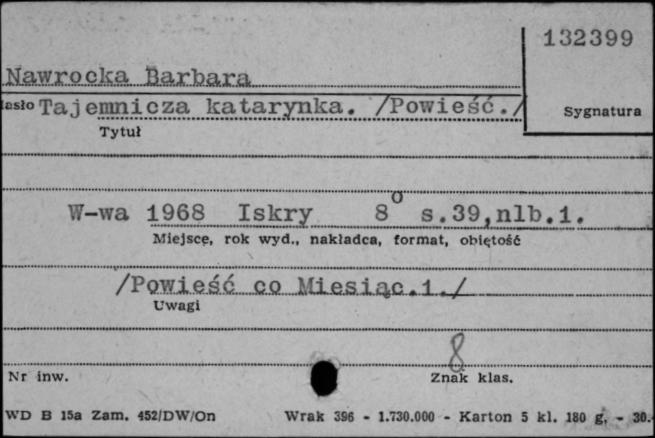 132399
Nawrocka Barbara
asło Tajemnicza katarynka. /Powieść./
Sygnatura
Tytuł
W-wa 1968 Iskry 8° s.39,nlb.1.
Miejsce, rok wyd., nakładca, format, objętość
/Powieść co Miesiąc.1./
Uwagi
8
Nr inw.
Znak klas.
WD B 15a Zam. 452/DW/On Wrak 396 - 1.730.000 - Karton 5 kl. 180 g. - 30.